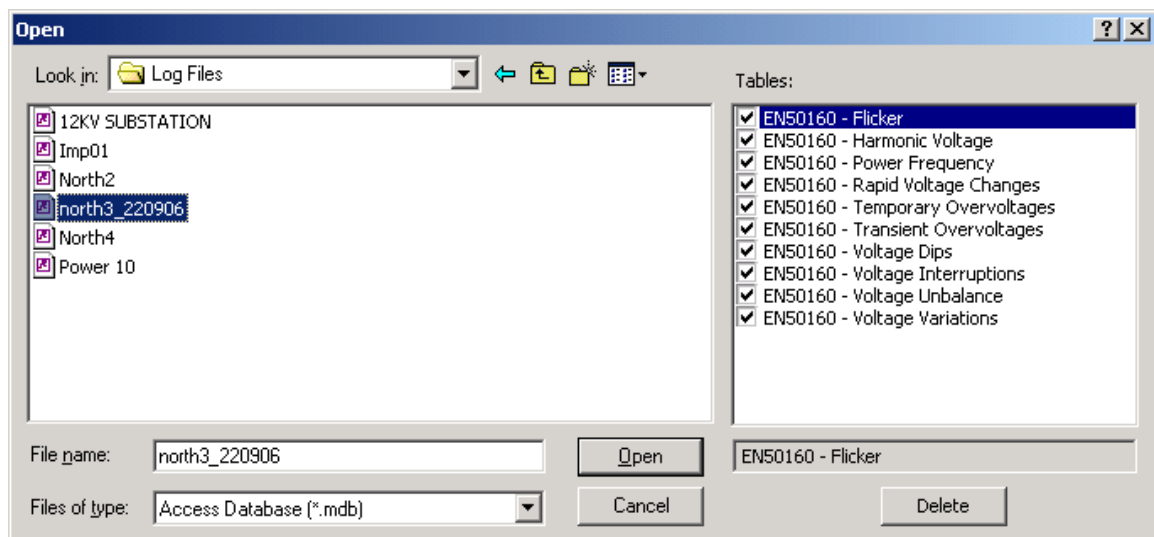 Open
Look in: Log Files
Tables:
12KV SUBSTATION
Imp01
North2
north3_220906
North4
Power 10
EN50160 - Flicker
EN50160 - Harmonic Voltage
EN50160 - Power Frequency
EN50160 - Rapid Voltage Changes
EN50160 - Temporary Overvoltages
EN50160 - Transient Overvoltages
EN50160 - Voltage Dips
EN50160 - Voltage Interruptions
EN50160 - Voltage Unbalance
EN50160 - Voltage Variations
File name: north3_220906 Open EN50160 - Flicker
Files of type: Access Database (*.mdb) Cancel Delete